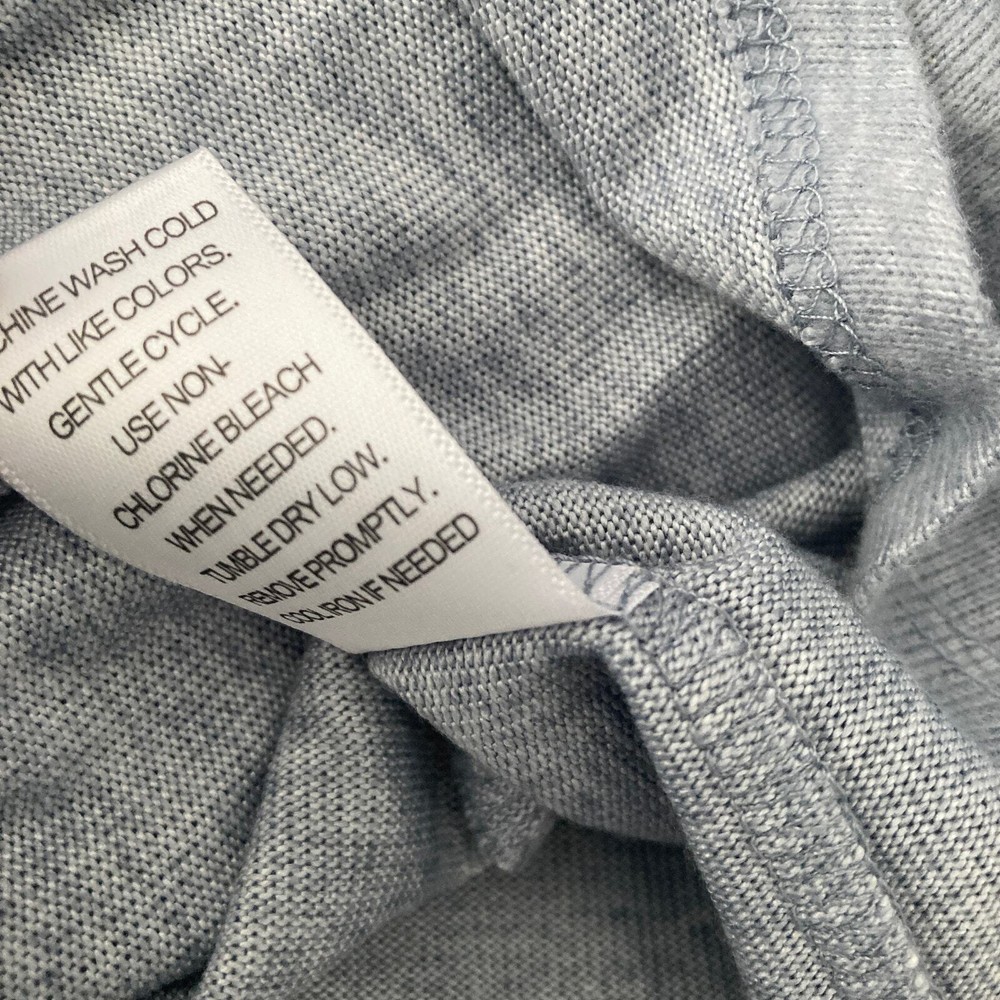 CHINE WASH COLD
WITH LIKE COLORS.
GENTLE CYCLE.
USE NON-
CHLORINE BLEACH
WHEN NEEDED.
TUMBLE DRY LOW.
REMOVE PROMPTLY.
COOL IRON IF NEEDED